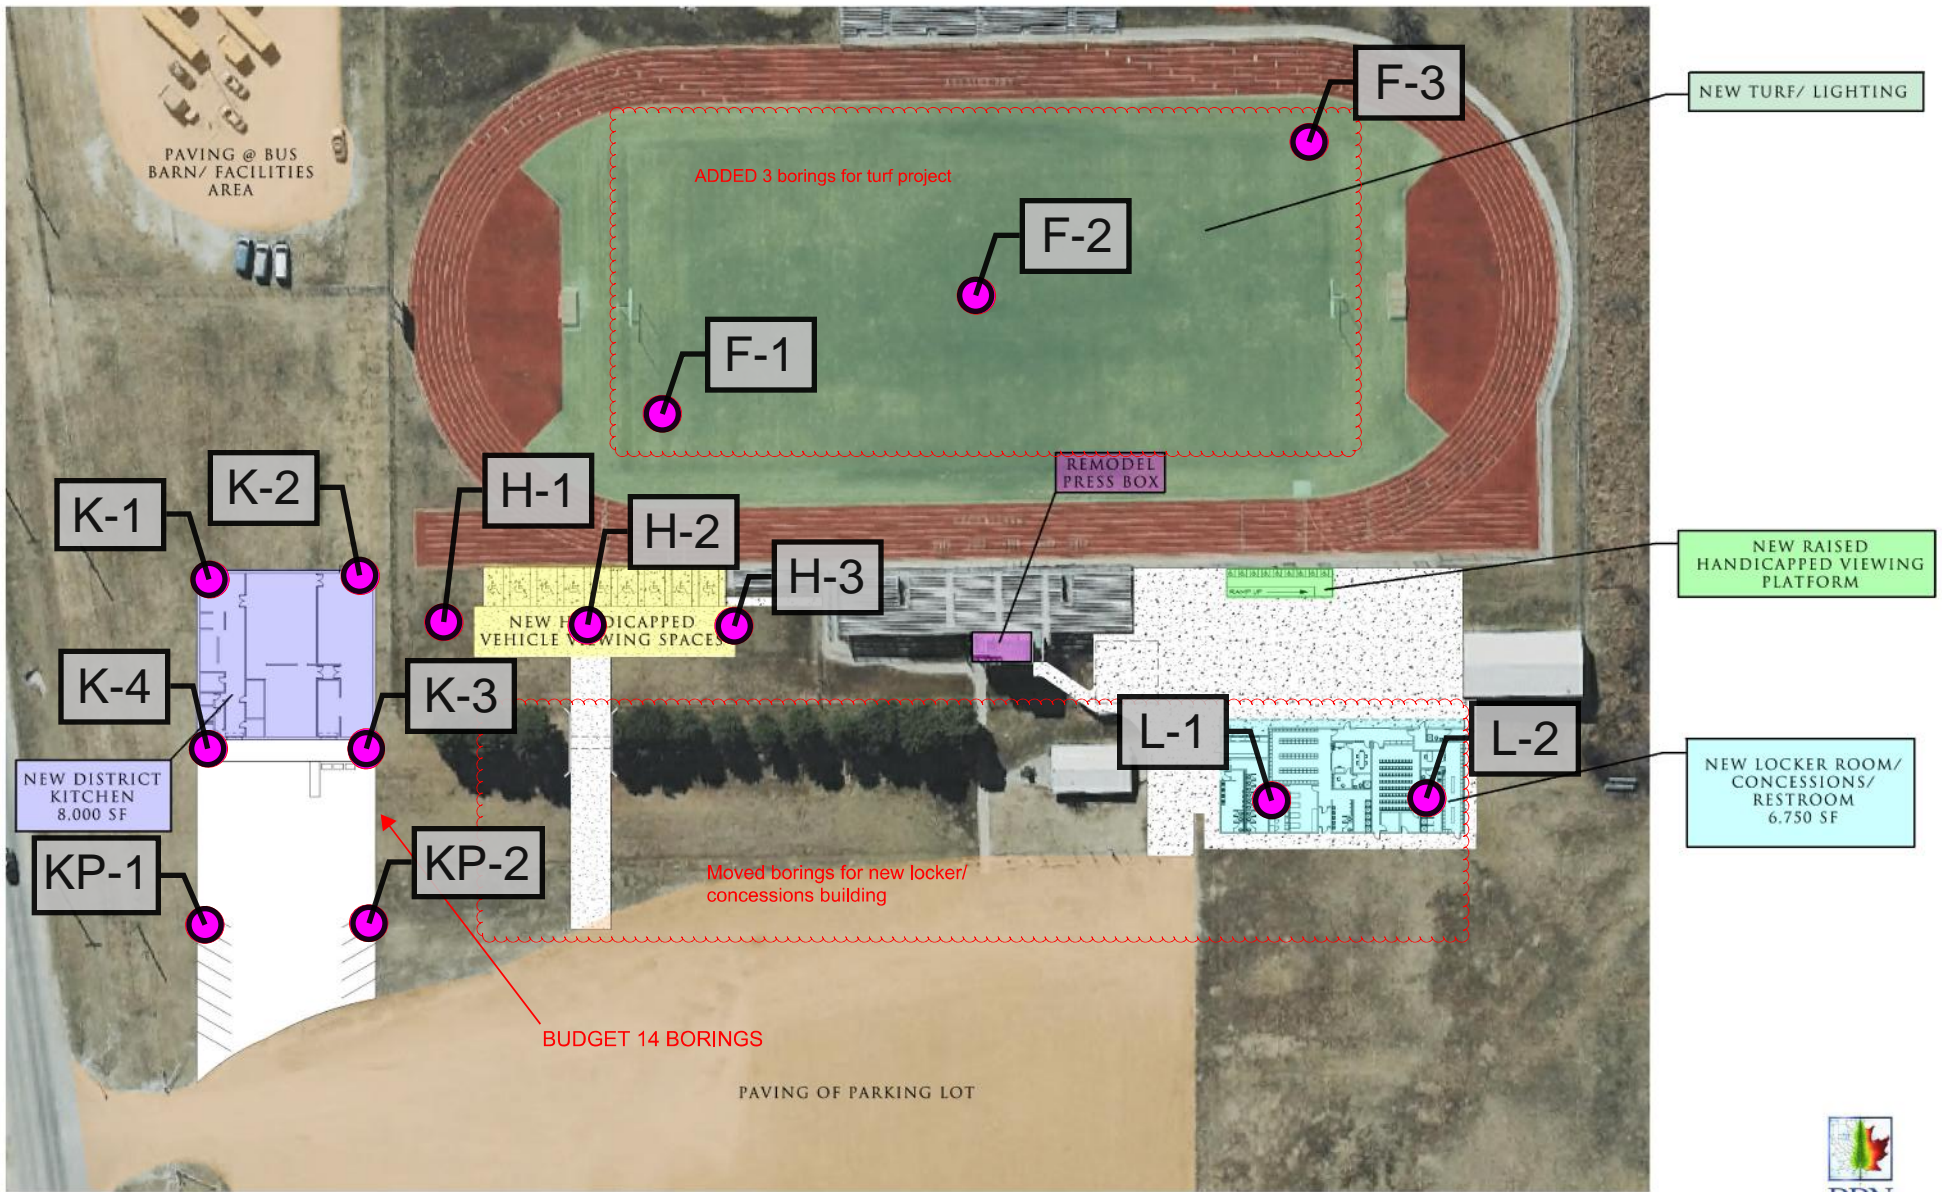 F-3
NEW TURF/ LIGHTING
PAVING @ BUS
BARN/ FACILITIES
AREA
ADDED 3 borings for turf project
F-2
F-1
REMODEL
PRESS BOX
K-1
K-2
H-1
H-2
H-3
NEW RAISED
HANDICAPPED VIEWING
PLATFORM
RAMP UP
NEW H DICAPPED
VEHICLE V WING SPACES
K-4
K-3
L-1
L-2
NEW DISTRICT
KITCHEN
8,000 SF
NEW LOCKER ROOM/
CONCESSIONS/
RESTROOM
6,750 SF
KP-1
KP-2
Moved borings for new locker/
concessions building
BUDGET 14 BORINGS
PAVING OF PARKING LOT